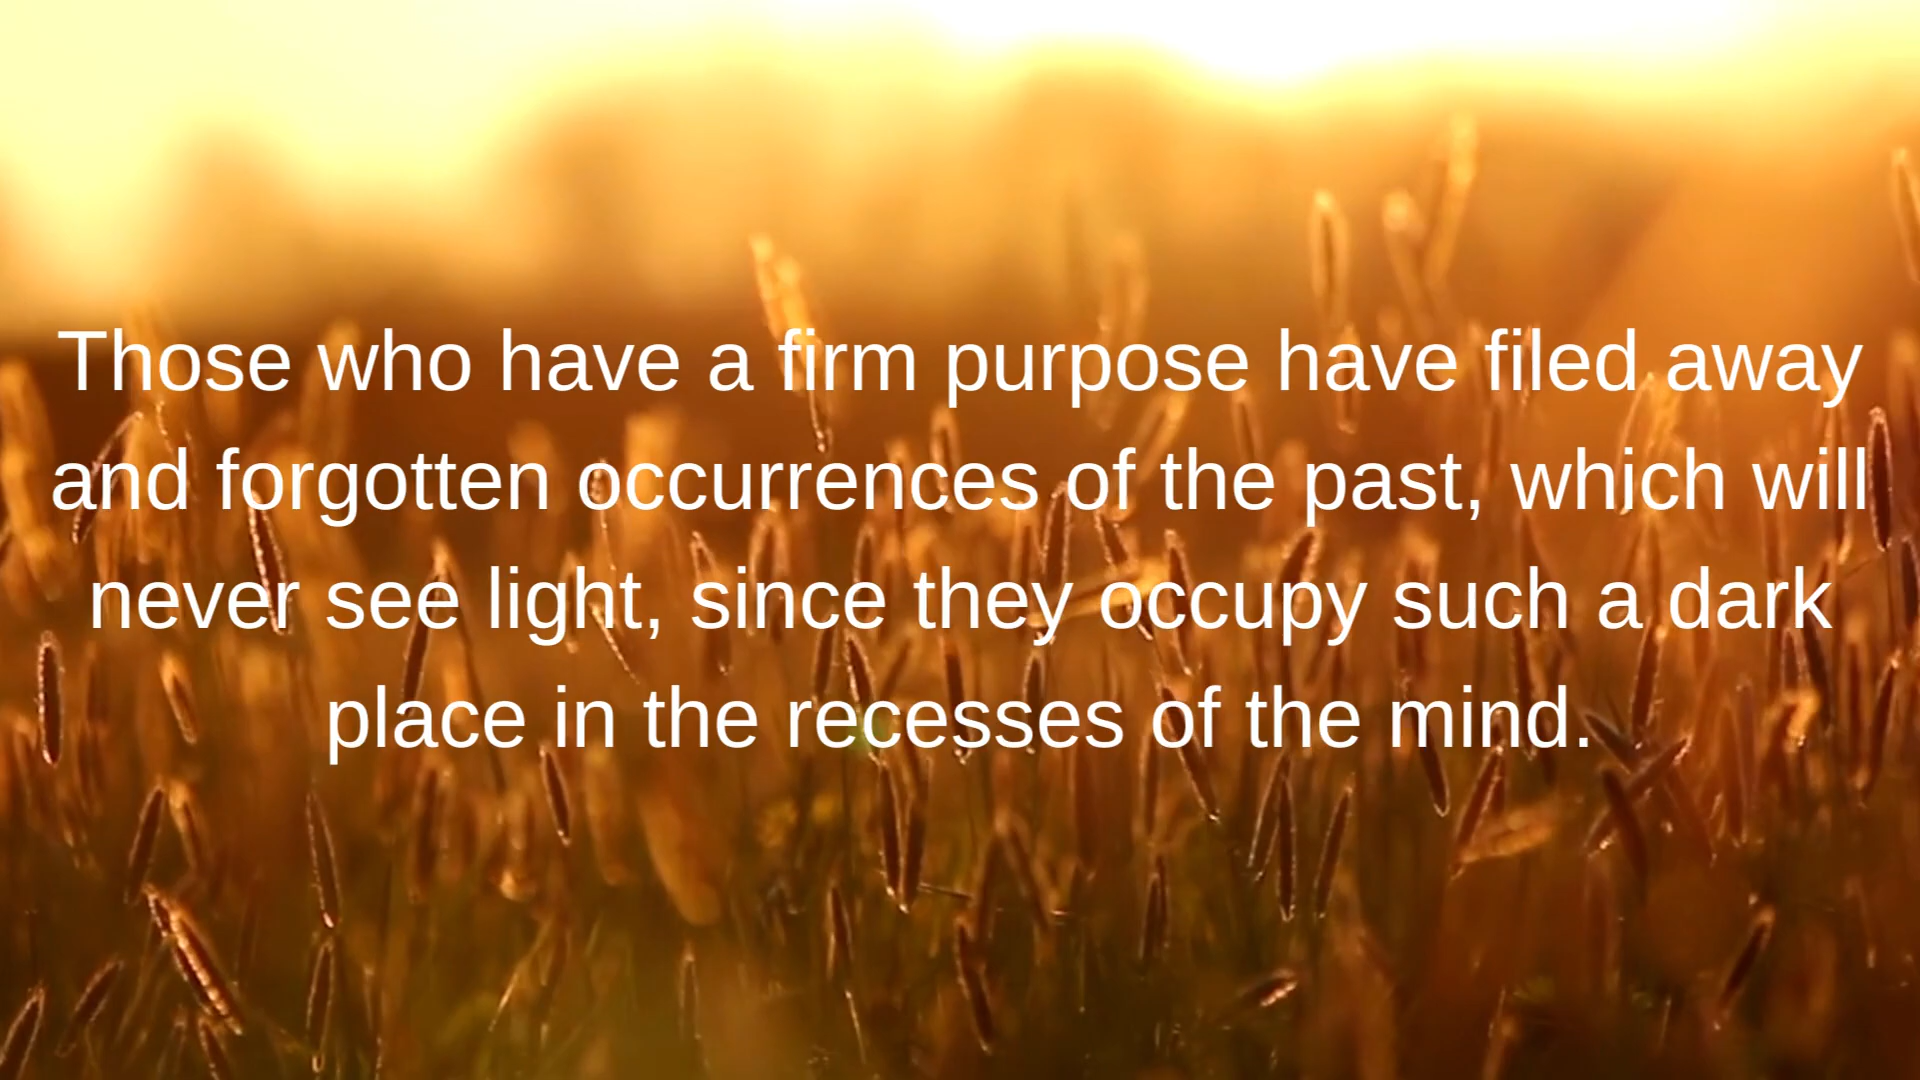 Those who have a firm purpose have filed away
and forgotten occurrences of the past, which will
never see light, since they occupy such a dark
place in the recesses of the mind.